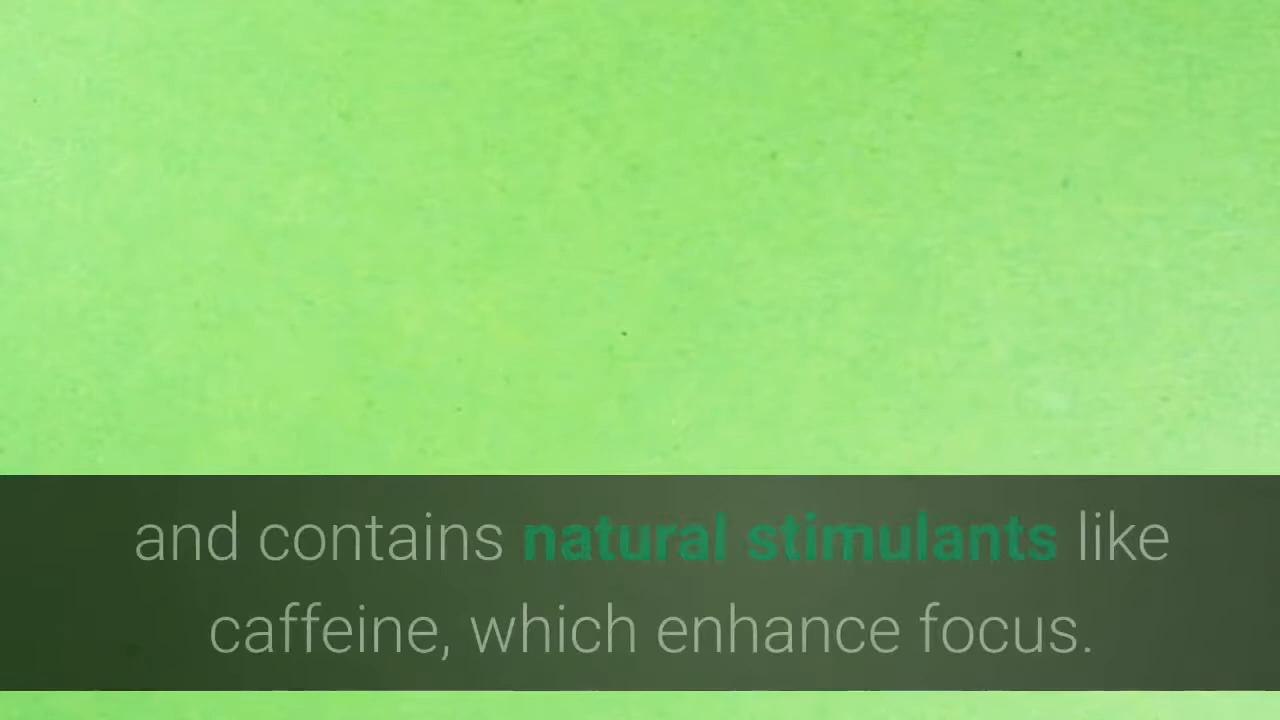 and contains natural stimulants like
caffeine, which enhance focus.